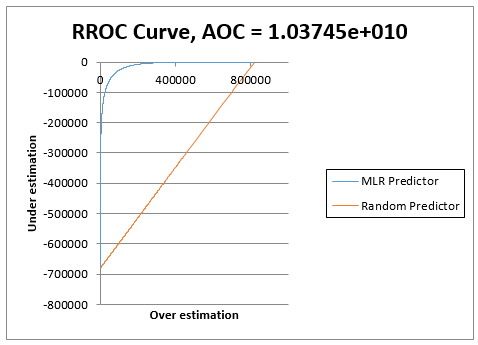 RROC Curve, AOC = 1.03745e+010
0
0 400000 800000
-100000
-200000
-300000
-400000
-500000
-600000
-700000
-800000
Under estimation
Over estimation
MLR Predictor
Random Predictor